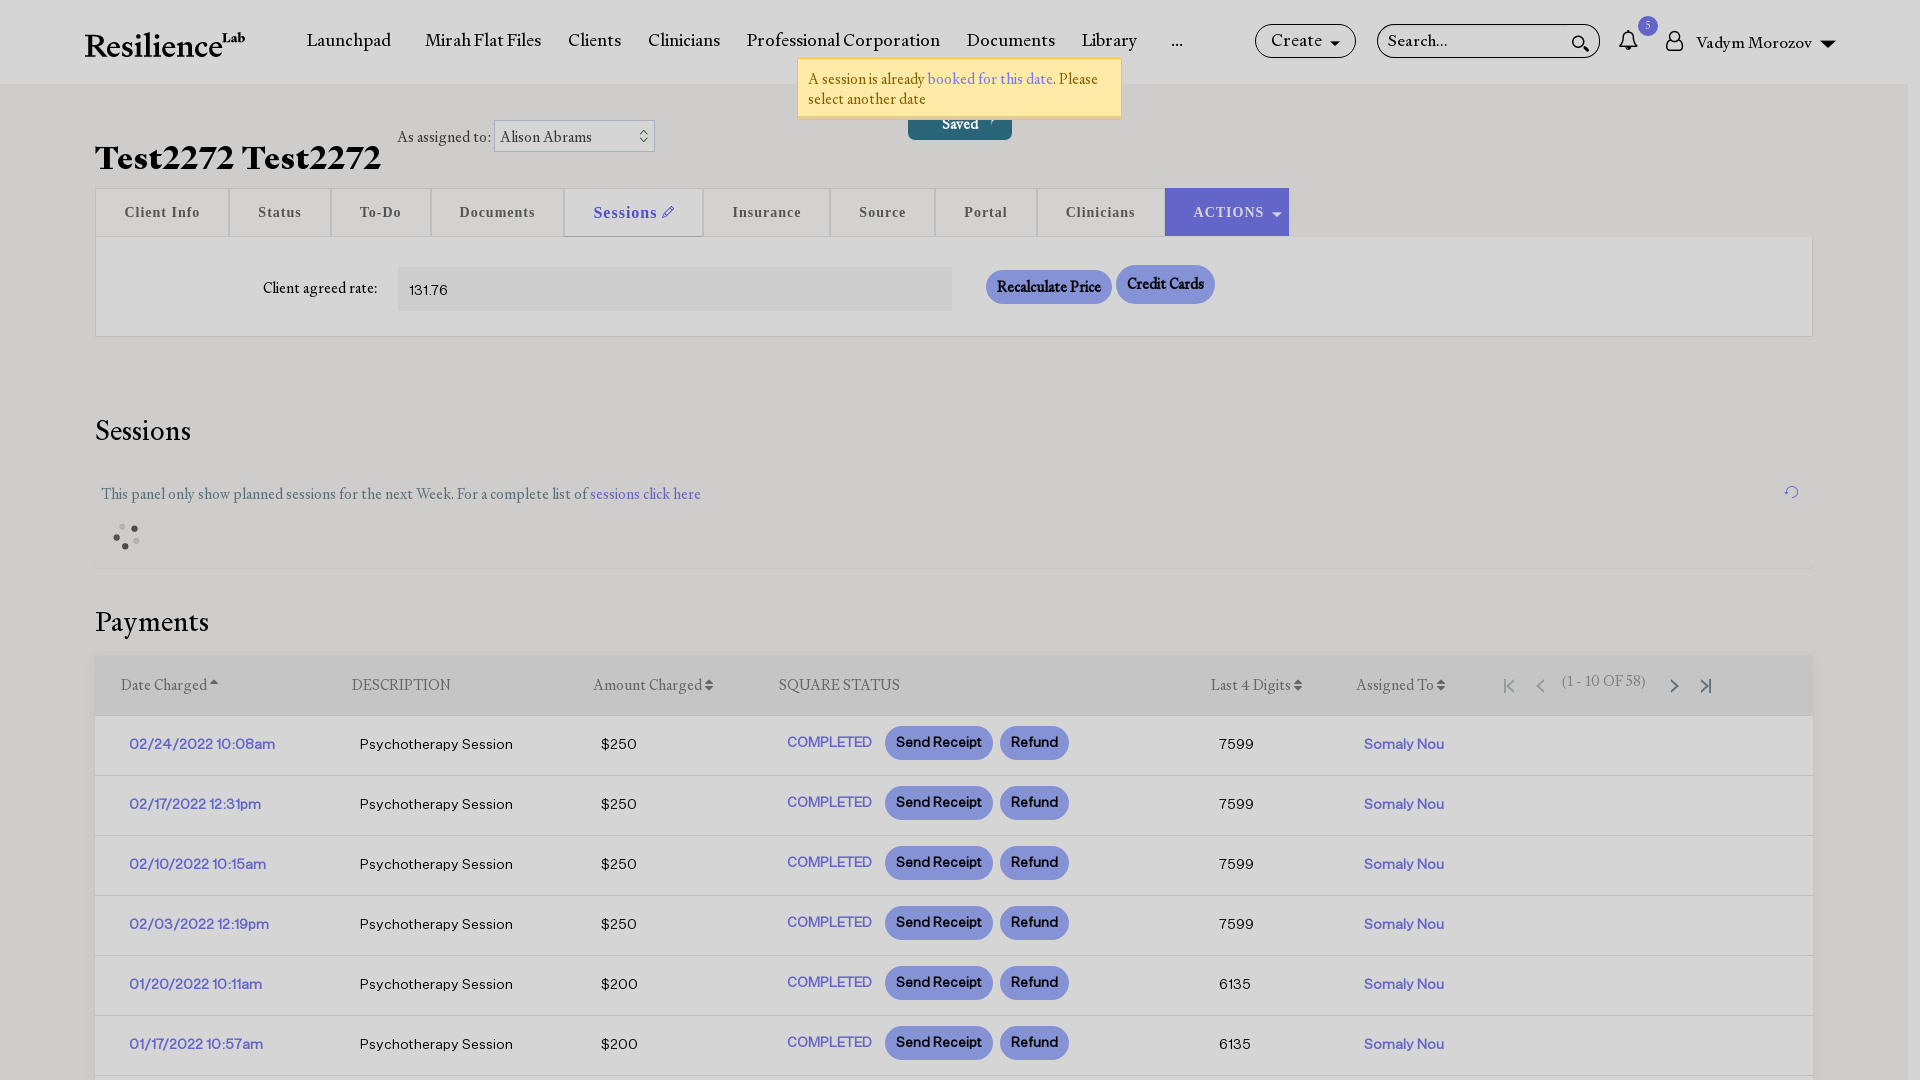 Resilience Lab
Launchpad Mirah Flat Files Clients Clinicians Professional Corporation Documents Library ... Create Search... 5 Vadym Morozov
A session is already booked for this date. Please
select another date
Saved
Test2272 Test2272 As assigned to: Alison Abrams
Client Info Status To-Do Documents Sessions Insurance Source Portal Clinicians ACTIONS
Client agreed rate: 131.76 Recalculate Price Credit Cards
Sessions
This panel only show planned sessions for the next Week. For a complete list of sessions click here
Payments
Date Charged DESCRIPTION Amount Charged SQUARE STATUS Last 4 Digits Assigned To (1 - 10 OF 58)
02/24/2022 10:08am Psychotherapy Session $250 COMPLETED Send Receipt Refund 7599 Somaly Nou
02/17/2022 12:31pm Psychotherapy Session $250 COMPLETED Send Receipt Refund 7599 Somaly Nou
02/10/2022 10:15am Psychotherapy Session $250 COMPLETED Send Receipt Refund 7599 Somaly Nou
02/03/2022 12:19pm Psychotherapy Session $250 COMPLETED Send Receipt Refund 7599 Somaly Nou
01/20/2022 10:11am Psychotherapy Session $200 COMPLETED Send Receipt Refund 6135 Somaly Nou
01/17/2022 10:57am Psychotherapy Session $200 COMPLETED Send Receipt Refund 6135 Somaly Nou